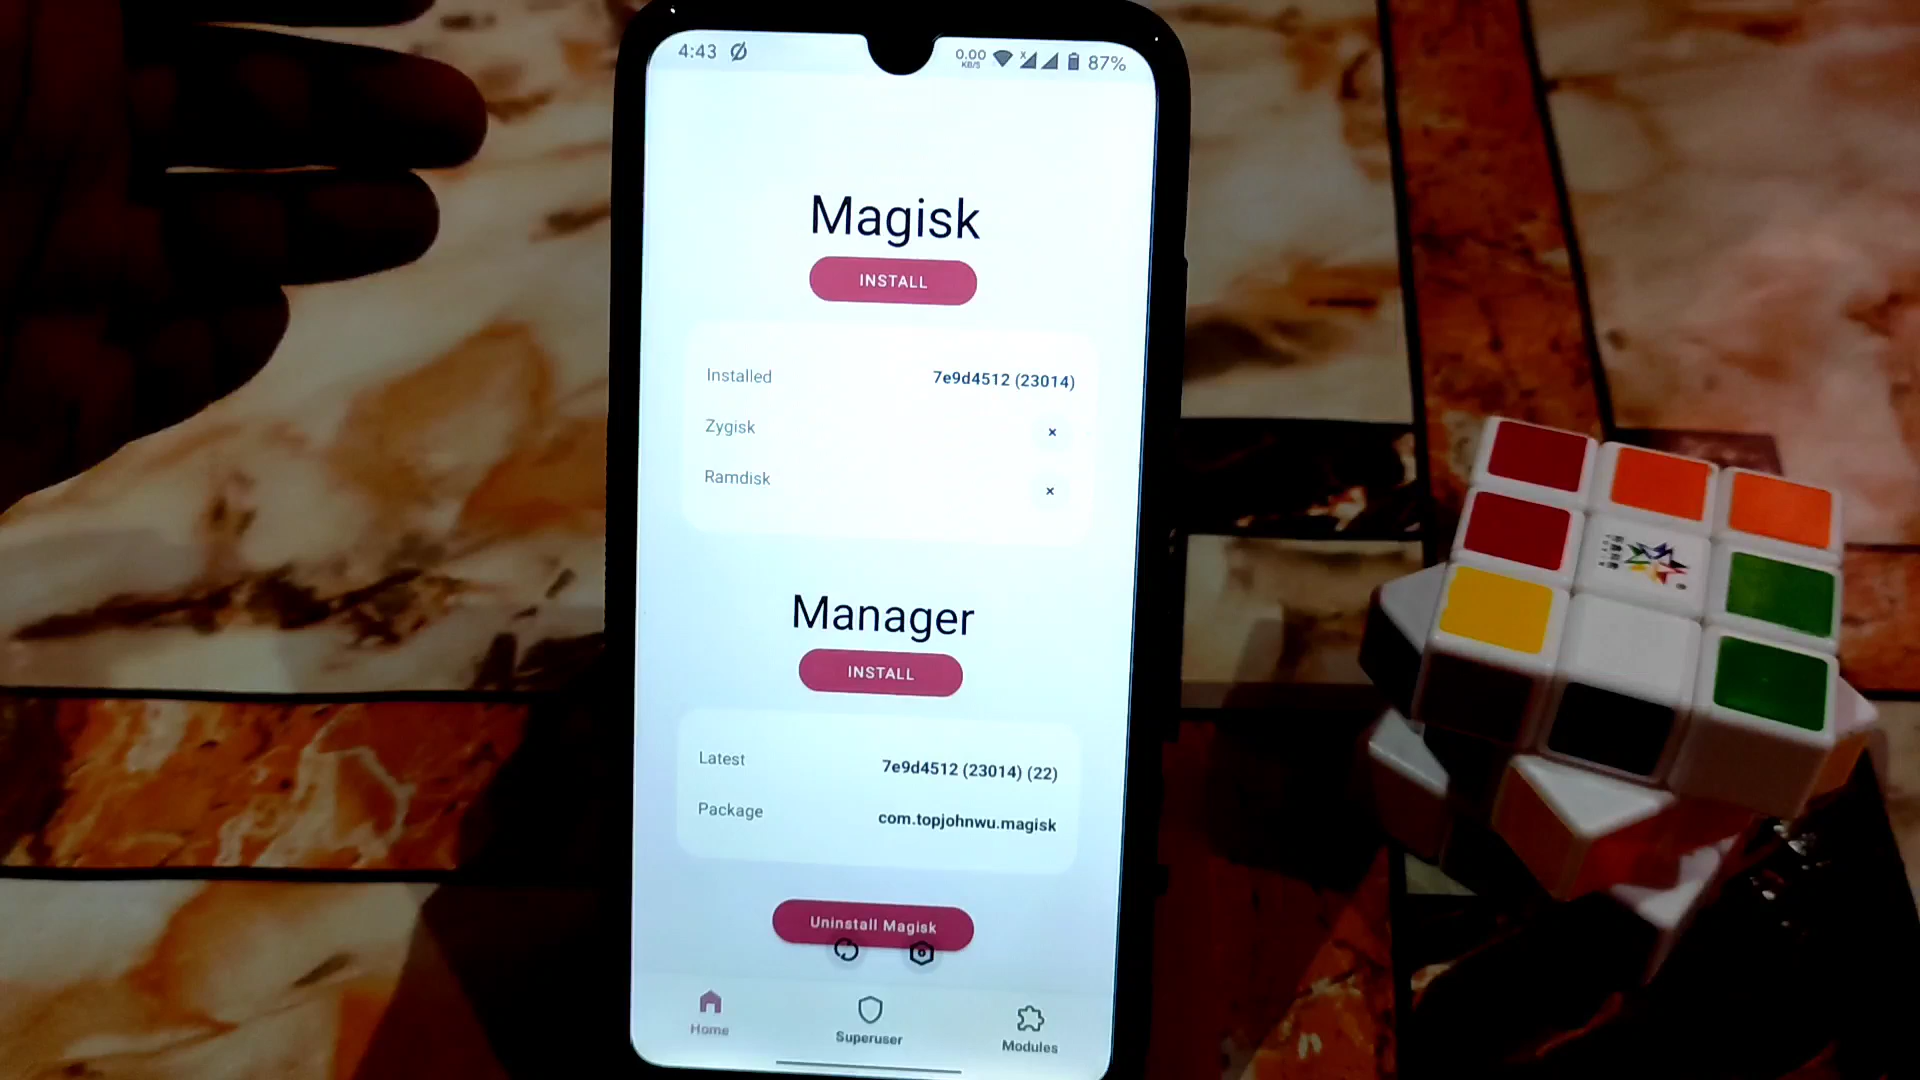 4:43
0.00
KB/S
87%
Magisk
INSTALL
Installed 7e9d4512 (23014)
Zygisk
Ramdisk
Manager
INSTALL
Latest 7e9d4512 (23014) (22)
Package com.topjohnwu.magisk
Uninstall Magisk
Home Superuser Modules